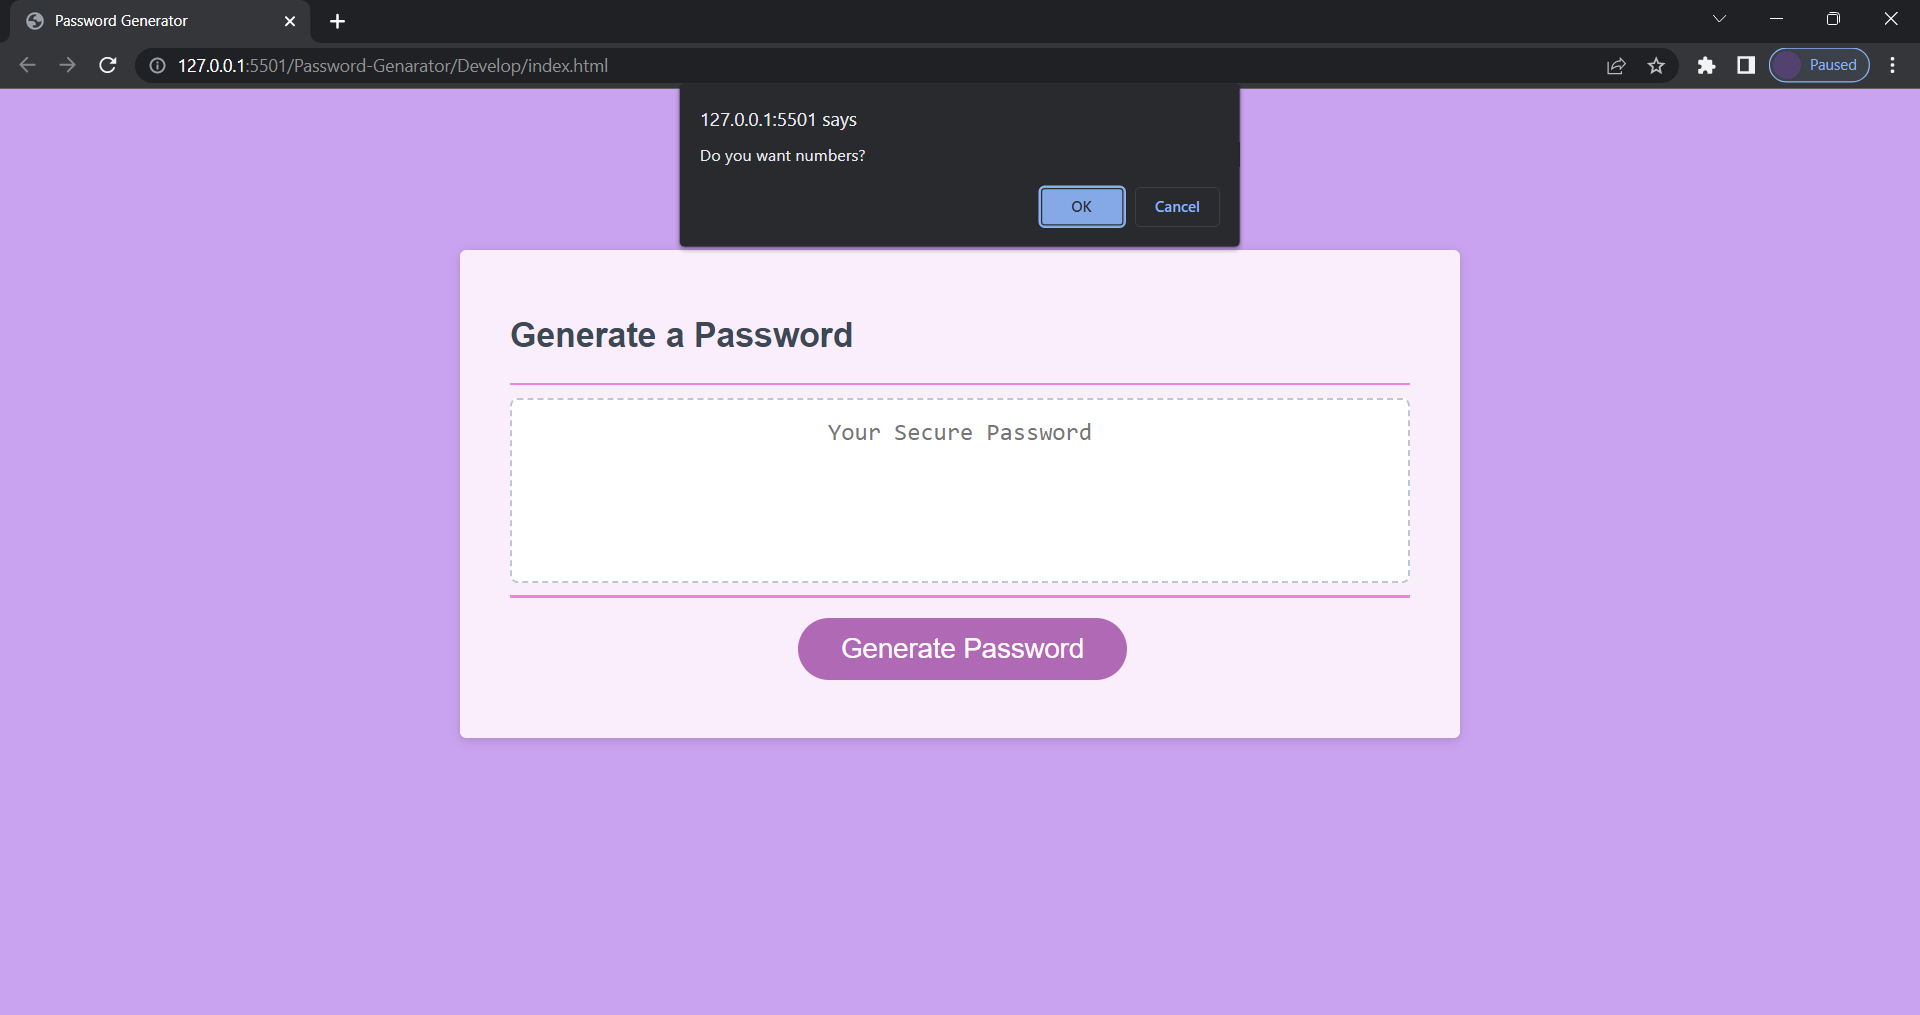 Password Generator
127.0.0.1:5501/Password-Genarator/Develop/index.html
Paused
127.0.0.1:5501 says
Do you want numbers?
OK Cancel
Generate a Password
Your Secure Password
Generate Password